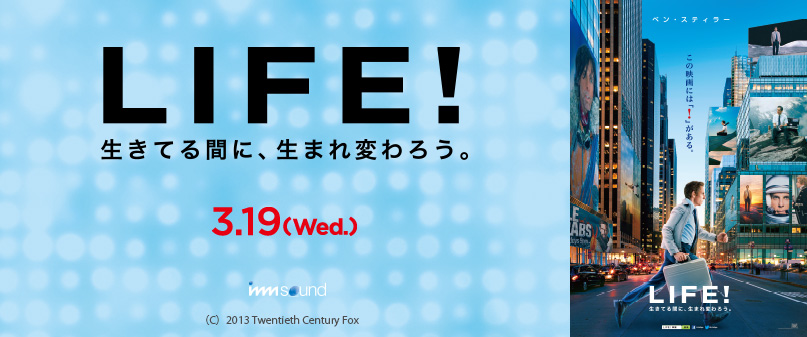 LIFE!
生きてる間に、生まれ変わろう。
3.19(Wed.)
imm sound
(C) 2013 Twentieth Century Fox
ベン・スティラー
この映画には「！」がある。
LIFE!
生きてる間に、生まれ変わろう。